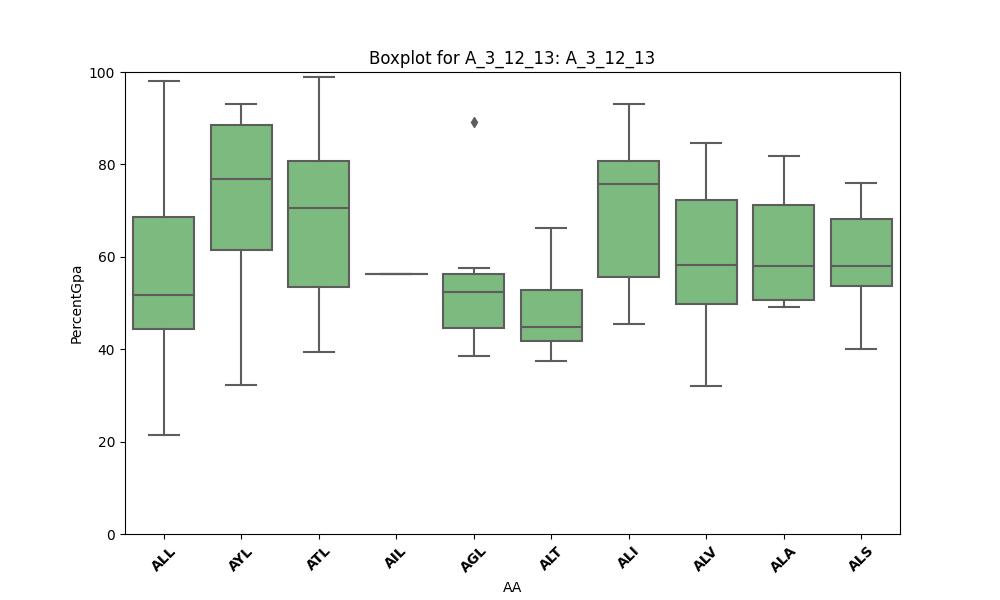 Boxplot for A_3_12_13: A_3_12_13
100
80
60
40
20
0
PercentGpa
ALL AYL ATL AIL AGL ALT ALI ALV ALA ALS
AA